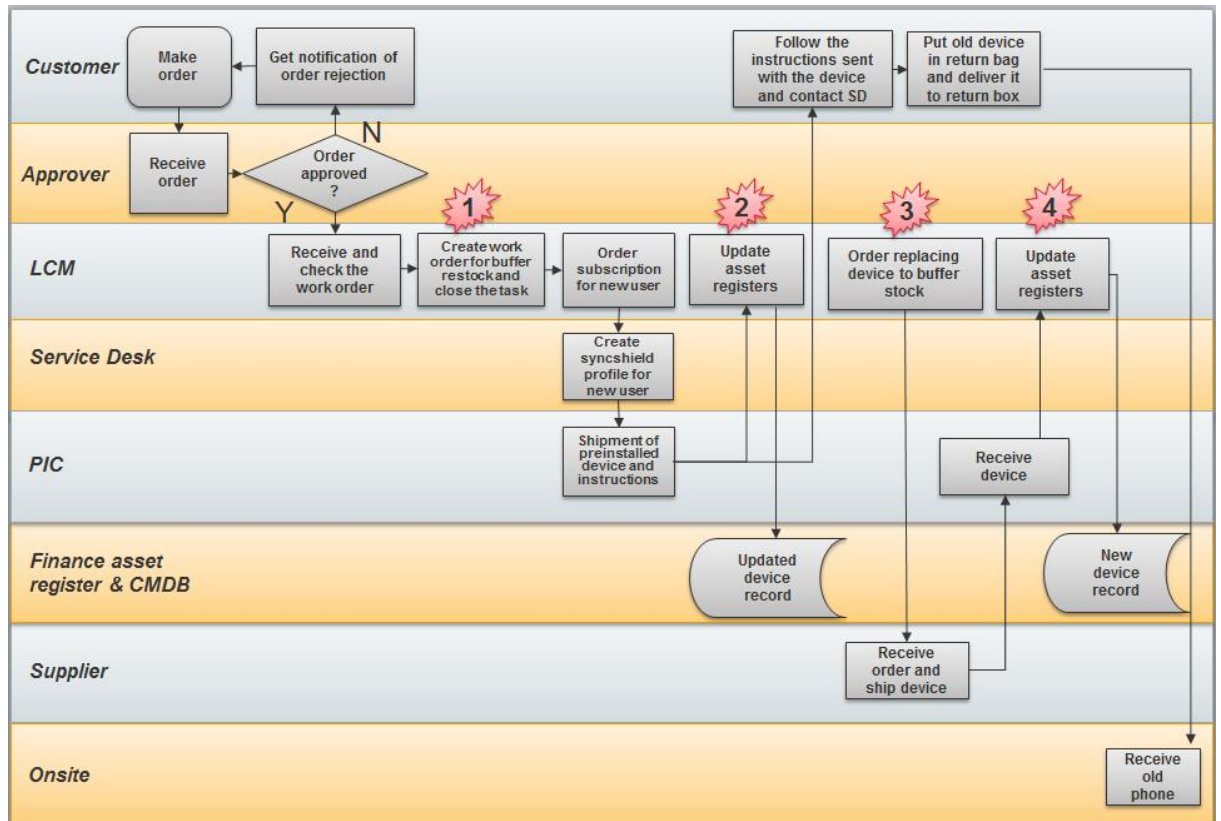 Customer
Make
order
Get notification of
order rejection
Follow the
instructions sent
with the device
and contact SD
Put old device
in return bag
and deliver it
to return box
Approver
Receive
order
Order
approved
?
N
Y
LCM
Receive and
check the
work order
1
Create work
order for buffer
restock and
close the task
Order
subscription
for new user
2
Update
asset
registers
3
Order replacing
device to buffer
stock
4
Update
asset
registers
Service Desk
Create
syncshield
profile for
new user
PIC
Shipment of
preinstalled
device and
instructions
Receive
device
Finance asset
register & CMDB
Updated
device
record
New
device
record
Supplier
Receive
order and
ship device
Onsite
Receive
old
phone